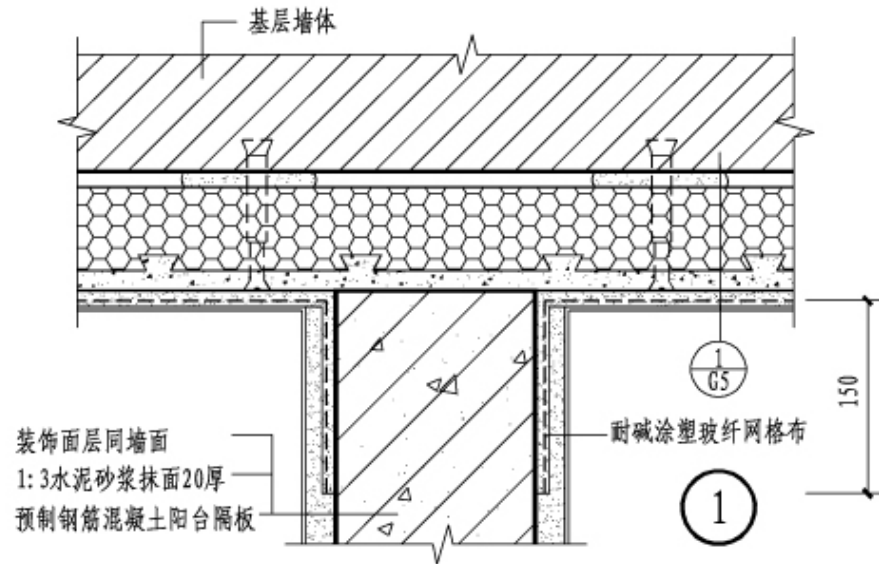 基层墙体
1
G5
150
耐碱涂塑玻纤网格布
装饰面层同墙面
1:3水泥砂浆抹面20厚
预制钢筋混凝土阳台隔板
1